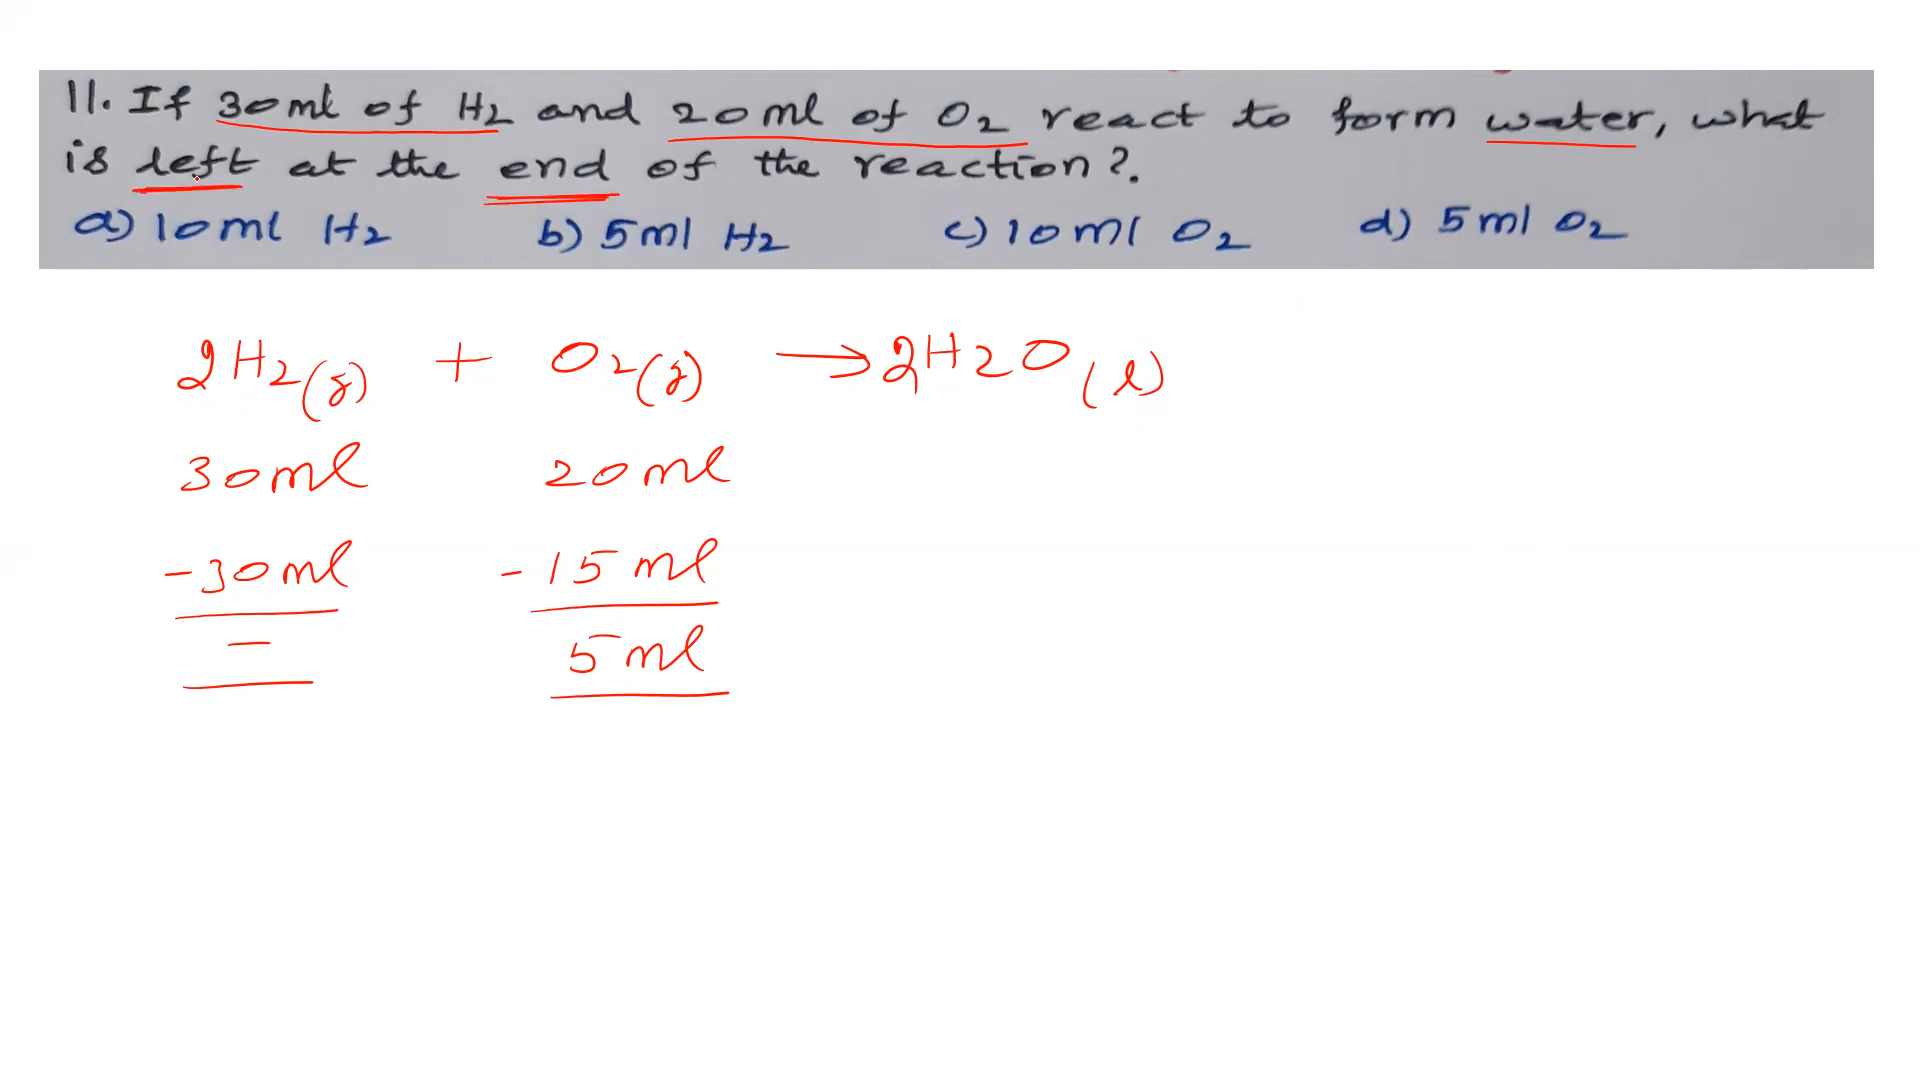 11. If 30ml of H2 and 20ml of O2 react to form water, what
is left at the end of the reaction?.
a) 10ml H2 b) 5ml H2 c) 10ml O2 d) 5ml O2
2H2(g) + O2(g) → 2H2O(l)
30ml 20ml
-30ml -15ml
— 5ml